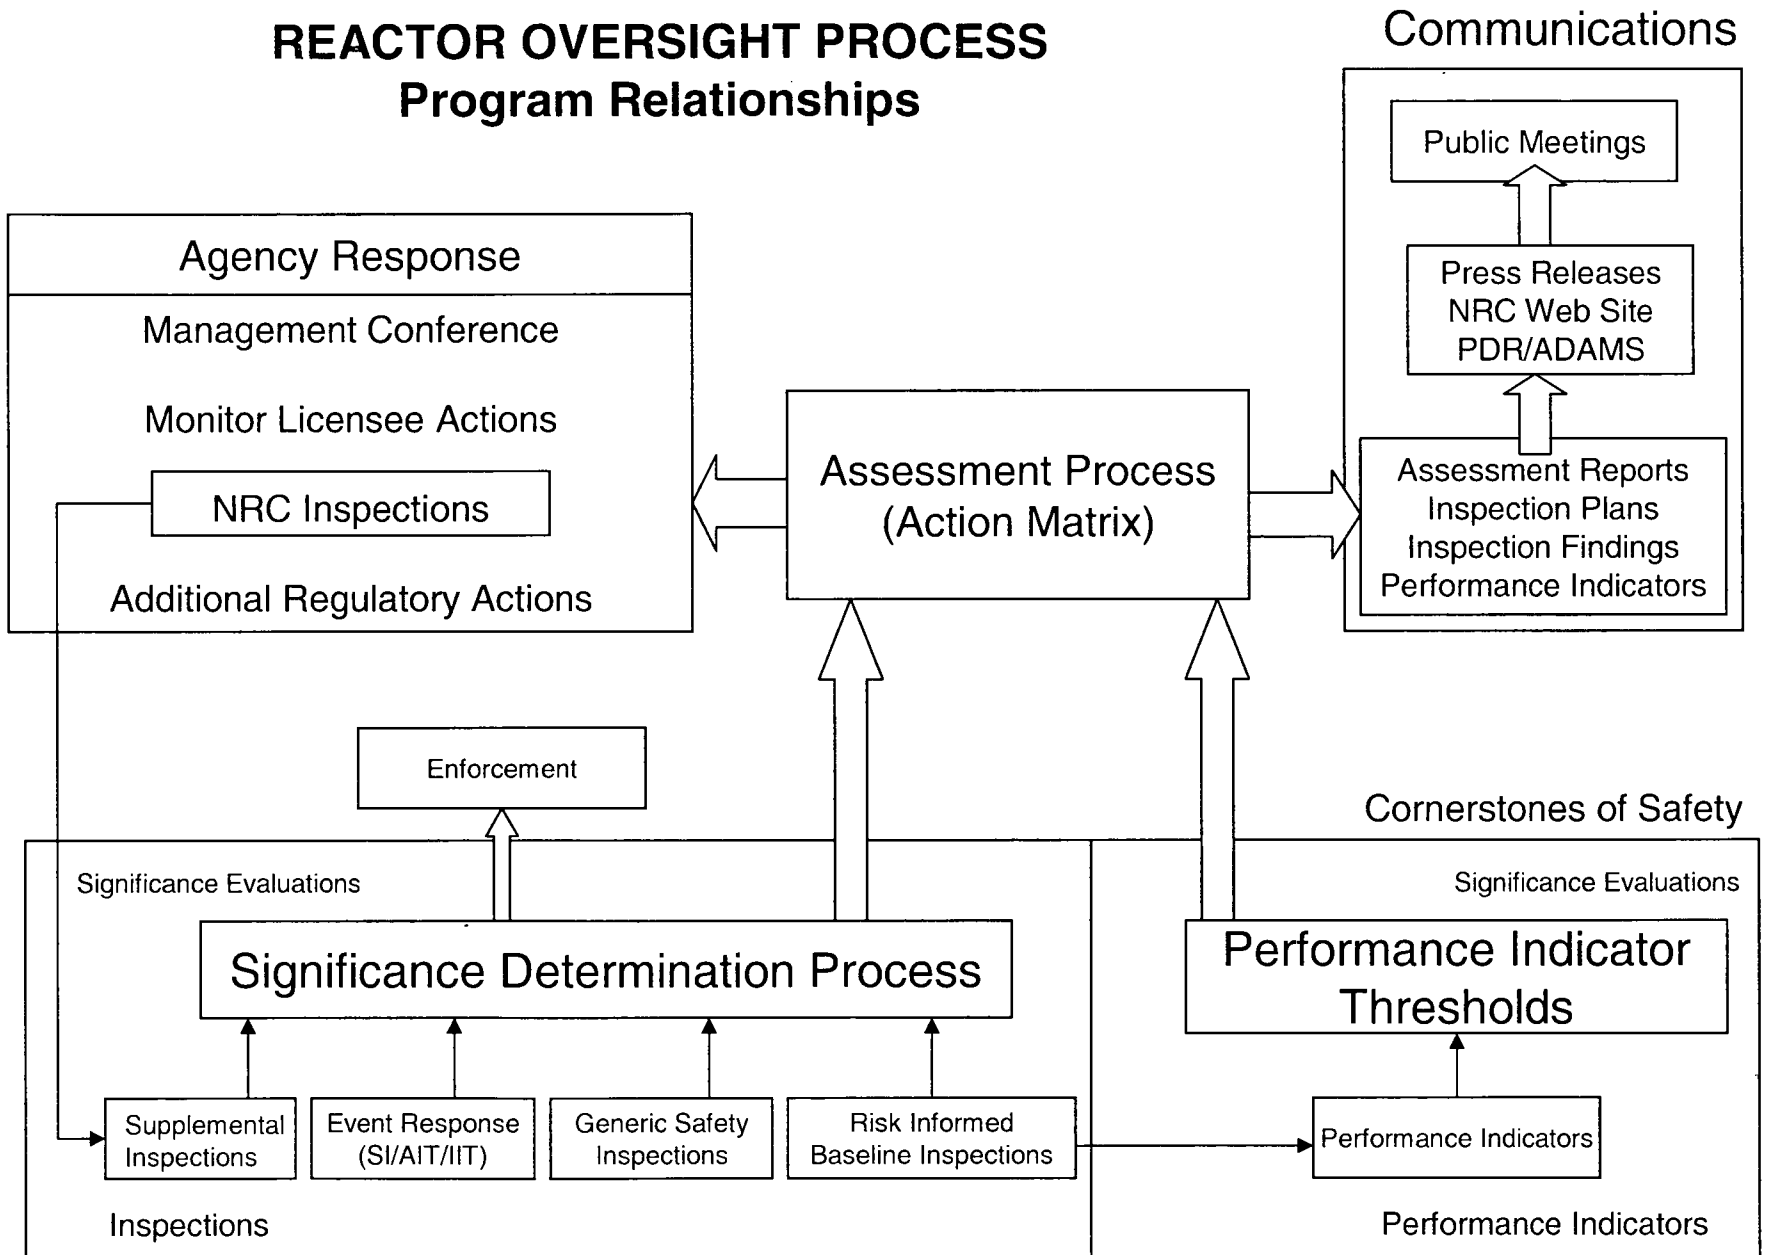 REACTOR OVERSIGHT PROCESS
Program Relationships
Communications
Public Meetings
Press Releases
NRC Web Site
PDR/ADAMS
Assessment Reports
Inspection Plans
Inspection Findings
Performance Indicators
Agency Response
Management Conference
Monitor Licensee Actions
NRC Inspections
Additional Regulatory Actions
Assessment Process
(Action Matrix)
Enforcement
Cornerstones of Safety
Significance Evaluations
Significance Evaluations
Significance Determination Process
Performance Indicator
Thresholds
Supplemental
Inspections
Event Response
(SI/AIT/IIT)
Generic Safety
Inspections
Risk Informed
Baseline Inspections
Performance Indicators
Inspections
Performance Indicators